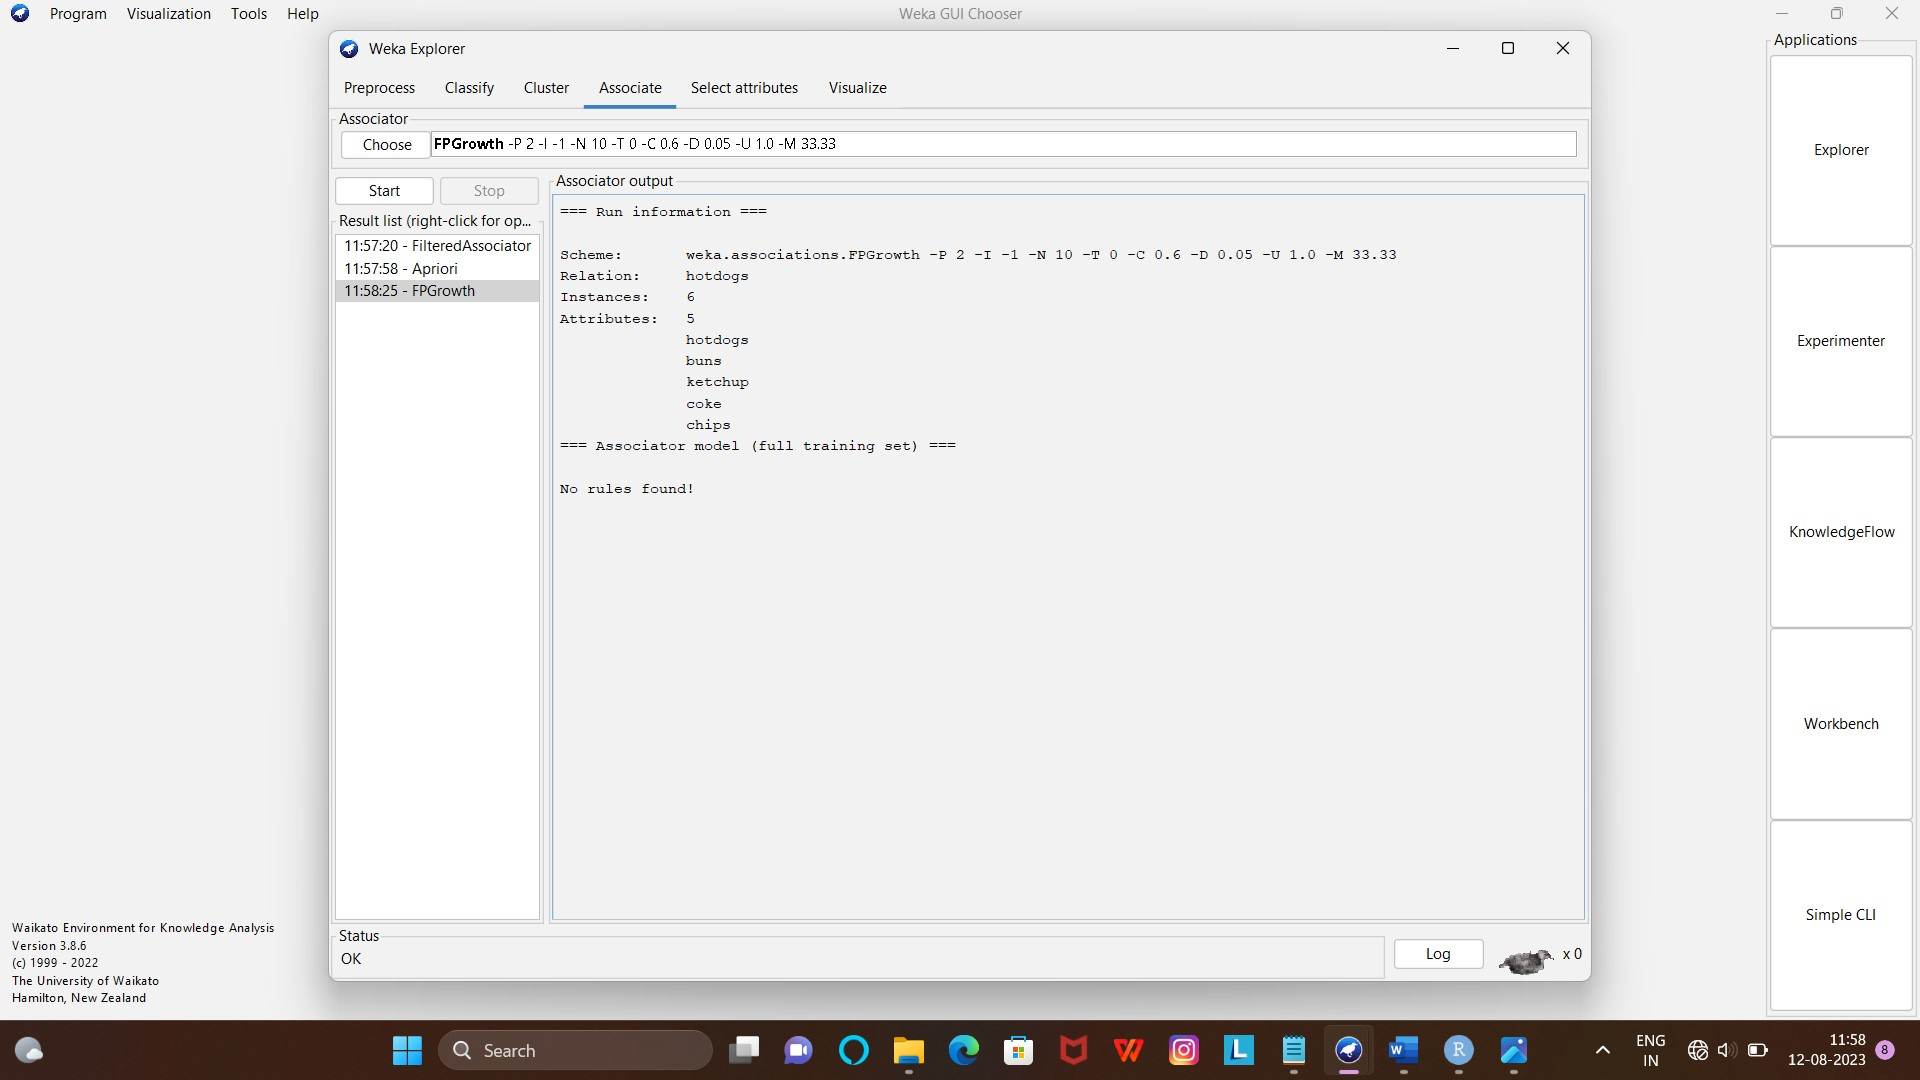 Program Visualization Tools Help
Weka GUI Chooser
Applications
Weka Explorer
Preprocess Classify Cluster Associate Select attributes Visualize
Associator
Choose FPGrowth -P 2 -I -1 -N 10 -T 0 -C 0.6 -D 0.05 -U 1.0 -M 33.33
Start Stop
Result list (right-click for op...
11:57:20 - FilteredAssociator
11:57:58 - Apriori
11:58:25 - FPGrowth
Associator output
=== Run information ===
Scheme: weka.associations.FPGrowth -P 2 -I -1 -N 10 -T 0 -C 0.6 -D 0.05 -U 1.0 -M 33.33
Relation: hotdogs
Instances: 6
Attributes: 5
hotdogs
buns
ketchup
coke
chips
=== Associator model (full training set) ===
No rules found!
Status
OK
Log
x 0
Explorer
Experimenter
KnowledgeFlow
Workbench
Simple CLI
Waikato Environment for Knowledge Analysis
Version 3.8.6
(c) 1999 - 2022
The University of Waikato
Hamilton, New Zealand
Search
L
W
W
R
ENG
IN
11:58
12-08-2023
8